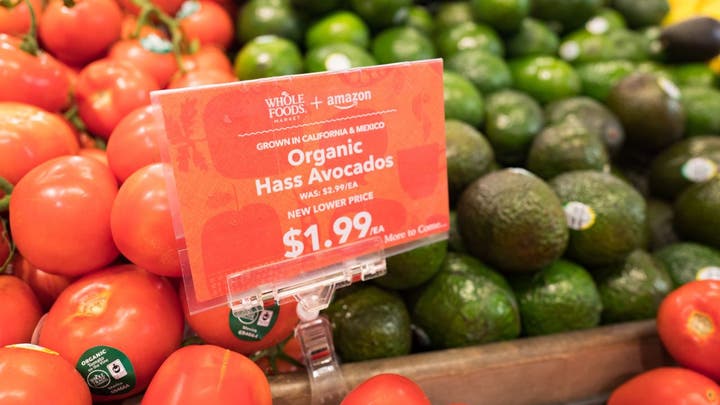 WHOLE FOODS MARKET + amazon
GROWN IN CALIFORNIA & MEXICO
Organic
Hass Avocados
WAS: $2.99/EA
NEW LOWER PRICE
$1.99/EA
More to Come...
ORGANIC